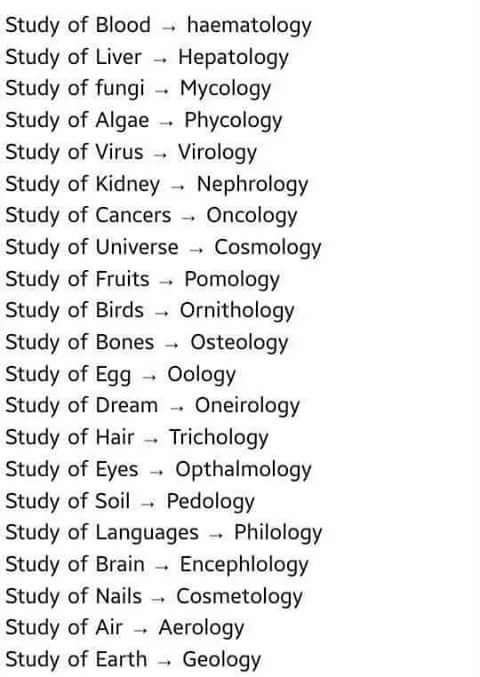 Study of Blood → haematology
Study of Liver → Hepatology
Study of fungi → Mycology
Study of Algae → Phycology
Study of Virus → Virology
Study of Kidney → Nephrology
Study of Cancers → Oncology
Study of Universe → Cosmology
Study of Fruits → Pomology
Study of Birds → Ornithology
Study of Bones → Osteology
Study of Egg → Oology
Study of Dream → Oneirology
Study of Hair → Trichology
Study of Eyes → Opthalmology
Study of Soil → Pedology
Study of Languages → Philology
Study of Brain → Encephlology
Study of Nails → Cosmetology
Study of Air → Aerology
Study of Earth → Geology